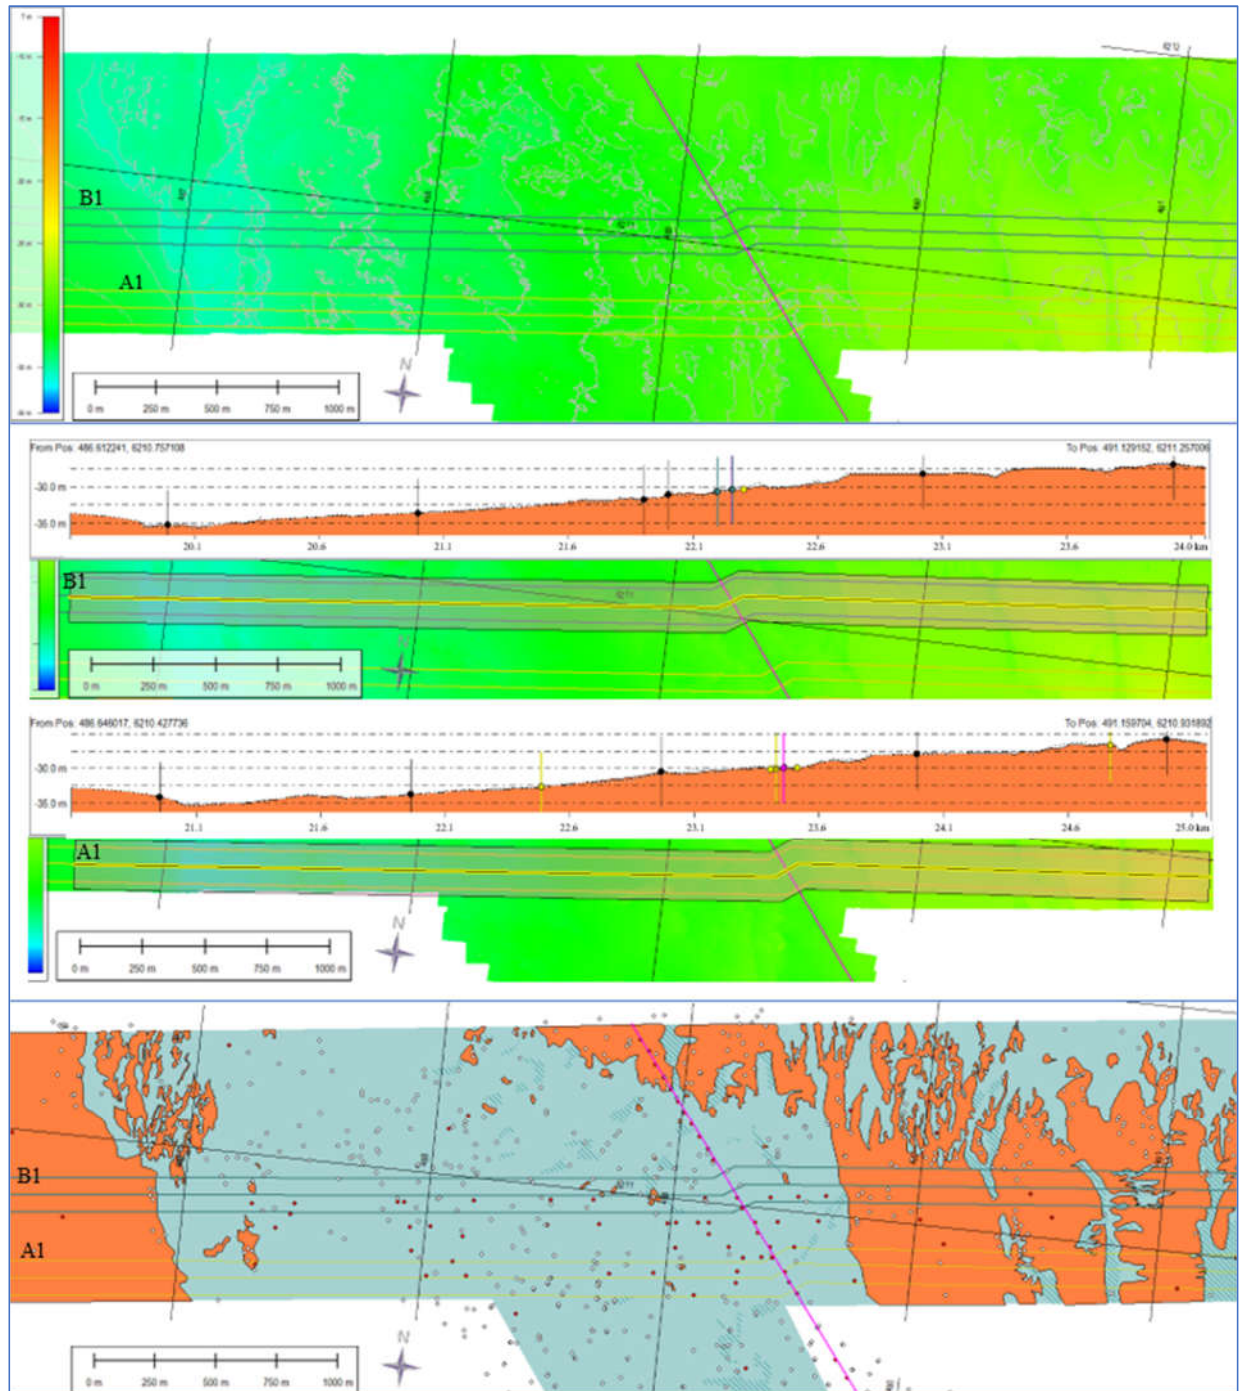 6212
B1
6211
A1
N
0 m 250 m 500 m 750 m 1000 m
From Pos: 486.612241, 6210.757108 To Pos: 491.129152, 6211.257006
-30.0 m
-35.0 m
20.1 20.6 21.1 21.6 22.1 22.6 23.1 23.6 24.0 km
B1
6211
0 m 250 m 500 m 750 m 1000 m
From Pos: 486.646017, 6210.427736 To Pos: 491.159704, 6210.931892
-30.0 m
-35.0 m
21.1 21.6 22.1 22.6 23.1 23.6 24.1 24.6 25.0 km
A1
N
0 m 250 m 500 m 750 m 1000 m
B1
6211
A1
N
0 m 250 m 500 m 750 m 1000 m